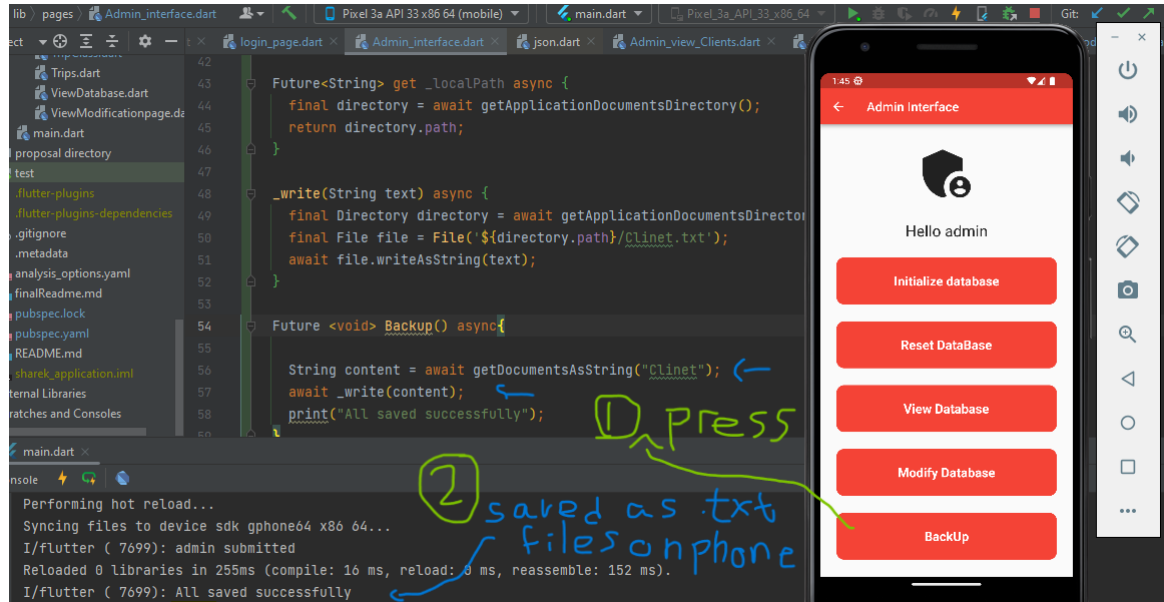 lib
pages
Admin_interface.dart
Pixel 3a API 33 x86 64 (mobile)
main.dart
Pixel_3a_API_33_x86_64
Git:
ect
login_page.dart
Admin_interface.dart
json.dart
Admin_view_Clients.dart
Trips.dart
ViewDatabase.dart
ViewModificationpage.da
main.dart
proposal directory
test
.flutter-plugins
.flutter-plugins-dependencies
.gitignore
.metadata
analysis_options.yaml
finalReadme.md
pubspec.lock
pubspec.yaml
README.md
sharek_application.iml
ternal Libraries
ratches and Consoles
42
43 Future<String> get _localPath async {
44 final directory = await getApplicationDocumentsDirectory();
45 return directory.path;
46 }
47
48 _write(String text) async {
49 final Directory directory = await getApplicationDocumentsDirector
50 final File file = File('${directory.path}/Clinet.txt');
51 await file.writeAsString(text);
52 }
53
54 Future <void> Backup() async{
55
56 String content = await getDocumentsAsString("Clinet");
57 await _write(content);
58 print("All saved successfully");
}
1 press
2 saved as .txt
files on phone
main.dart
nsole
Performing hot reload...
Syncing files to device sdk gphone64 x86 64...
I/flutter ( 7699): admin submitted
Reloaded 0 libraries in 255ms (compile: 16 ms, reload: 0 ms, reassemble: 152 ms).
I/flutter ( 7699): All saved successfully
1:45
Admin Interface
Hello admin
Initialize database
Reset DataBase
View Database
Modify Database
BackUp